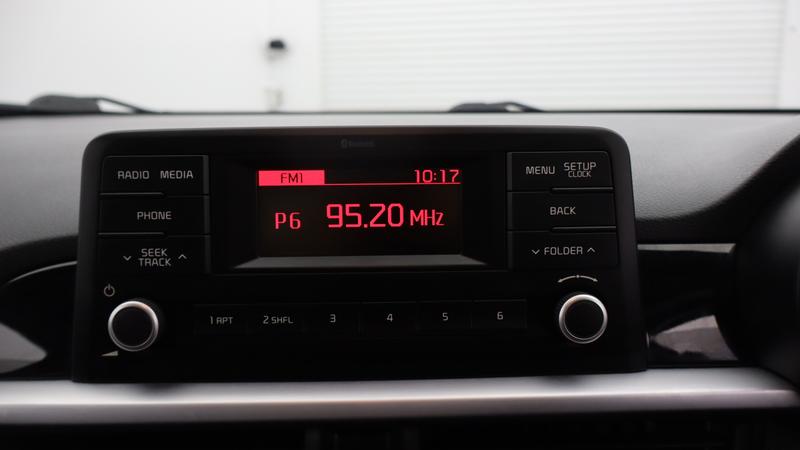 Bluetooth
RADIO MEDIA
PHONE
SEEK
TRACK
FM1 10:17
P6 95.20 MHz
MENU SETUP
CLOCK
BACK
FOLDER
1 RPT 2 SHFL 3 4 5 6